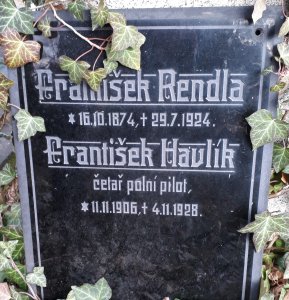 František Rendla
* 16.10.1874, † 29.7.1924.
František Havlík
četař polní pilot,
* 11.11.1906, † 4.11.1928.